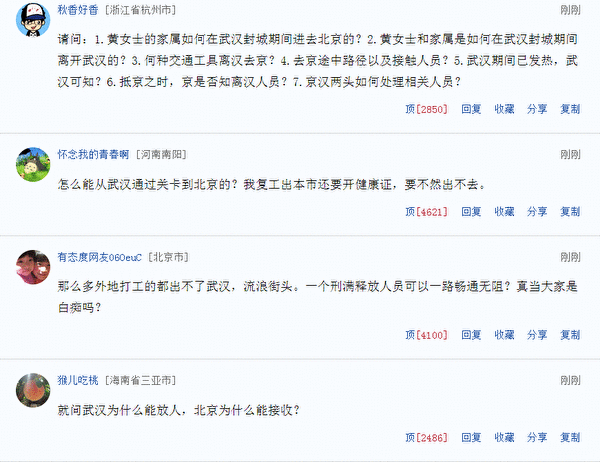 秋香好香 [浙江省杭州市] 刚刚
请问：1.黄女士的家属如何在武汉封城期间进去北京的？2.黄女士和家属是如何在武汉封城期间
离开武汉的？3.何种交通工具离汉去京？4.去京途中路径以及接触人员？5.武汉期间已发热，武
汉可知？6.抵京之时，京是否知离汉人员？7.京汉两头如何处理相关人员？
顶[2850] 回复 收藏 分享 复制
怀念我的青春啊 [河南南阳] 刚刚
怎么能从武汉通过关卡到北京的？我复工出本市还要开健康证，要不然出不去。
顶[4621] 回复 收藏 分享 复制
有态度网友060euC [北京市] 刚刚
那么多外地打工的都出不了武汉，流浪街头。一个刑满释放人员可以一路畅通无阻？真当大家是
白痴吗？
顶[4100] 回复 收藏 分享 复制
猴儿吃桃 [海南省三亚市] 刚刚
就问武汉为什么能放人，北京为什么能接收？
顶[2486] 回复 收藏 分享 复制